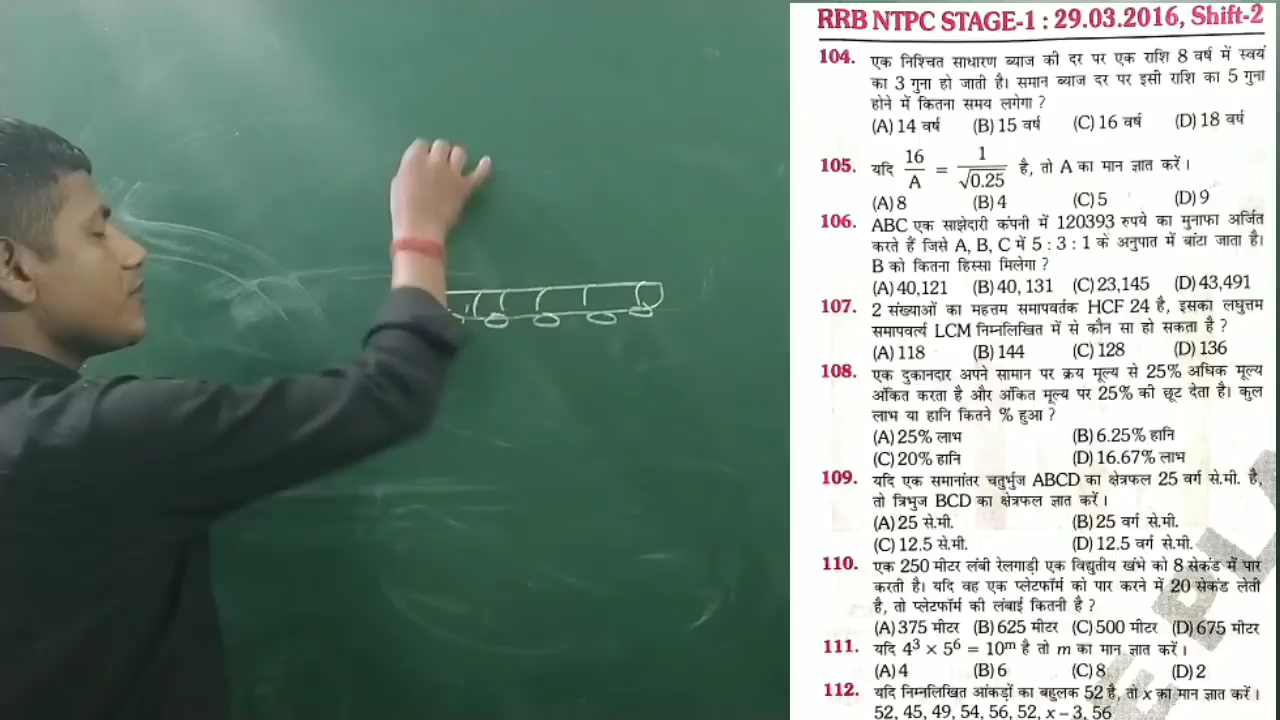 RRB NTPC STAGE-1 : 29.03.2016, Shift-2
104. एक निश्चित साधारण ब्याज की दर पर एक राशि 8 वर्ष में स्वयं
का 3 गुना हो जाती है। समान ब्याज दर पर इसी राशि का 5 गुना
होने में कितना समय लगेगा ?
(A) 14 वर्ष (B) 15 वर्ष (C) 16 वर्ष (D) 18 वर्ष
105. यदि 16/A = 1/√0.25 है, तो A का मान ज्ञात करें।
(A) 8 (B) 4 (C) 5 (D) 9
106. ABC एक साझेदारी कंपनी में 120393 रुपये का मुनाफा अर्जित
करते हैं जिसे A, B, C में 5 : 3 : 1 के अनुपात में बांटा जाता है।
B को कितना हिस्सा मिलेगा ?
(A) 40,121 (B) 40, 131 (C) 23,145 (D) 43,491
107. 2 संख्याओं का महत्तम समापवर्तक HCF 24 है, इसका लघुत्तम
समापवर्त्य LCM निम्नलिखित में से कौन सा हो सकता है ?
(A) 118 (B) 144 (C) 128 (D) 136
108. एक दुकानदार अपने सामान पर क्रय मूल्य से 25% अधिक मूल्य
अंकित करता है और अंकित मूल्य पर 25% की छूट देता है। कुल
लाभ या हानि कितने % हुआ ?
(A) 25% लाभ (B) 6.25% हानि
(C) 20% हानि (D) 16.67% लाभ
109. यदि एक समानांतर चतुर्भुज ABCD का क्षेत्रफल 25 वर्ग से.मी. है,
तो त्रिभुज BCD का क्षेत्रफल ज्ञात करें।
(A) 25 से.मी. (B) 25 वर्ग से.मी.
(C) 12.5 से.मी. (D) 12.5 वर्ग से.मी.
110. एक 250 मीटर लंबी रेलगाड़ी एक विद्युतीय खंभे को 8 सेकंड में पार
करती है। यदि वह एक प्लेटफॉर्म को पार करने में 20 सेकंड लेती
है, तो प्लेटफॉर्म की लंबाई कितनी है ?
(A) 375 मीटर (B) 625 मीटर (C) 500 मीटर (D) 675 मीटर
111. यदि 4³ × 5⁶ = 10ᵐ है तो m का मान ज्ञात करें।
(A) 4 (B) 6 (C) 8 (D) 2
112. यदि निम्नलिखित आंकड़ों का बहुलक 52 है, तो x का मान ज्ञात करें।
52, 45, 49, 54, 56, 52, x – 3, 56